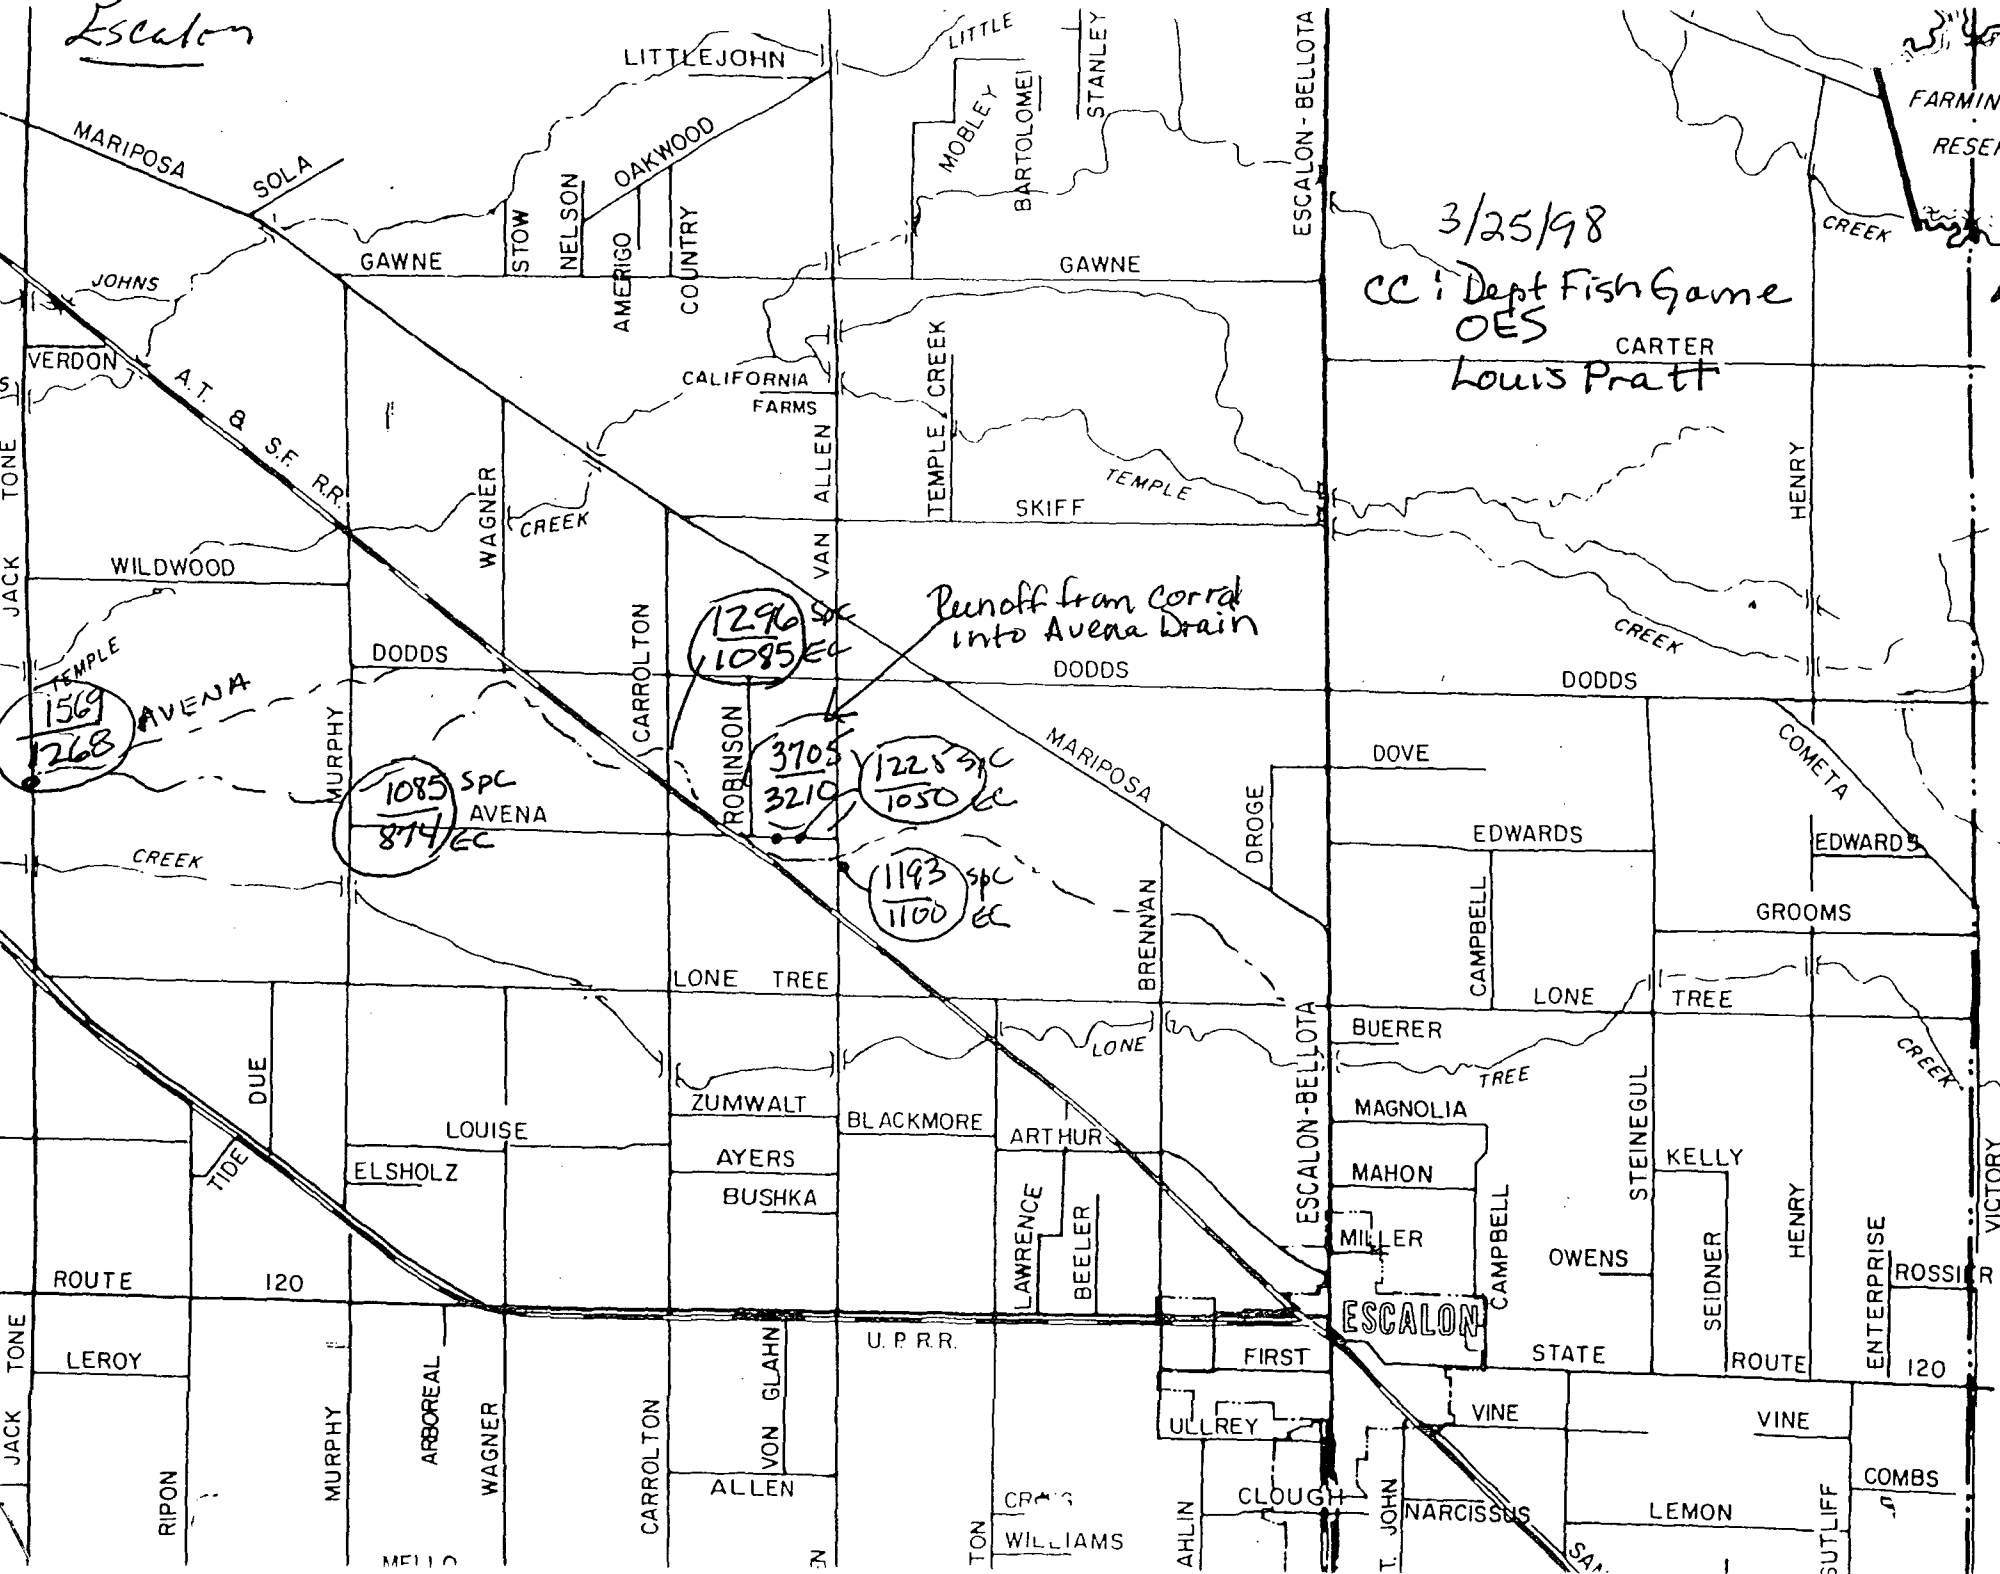 Escalon
LITTLEJOHN
LITTLE
STANLEY
ESCALON-BELLOTA
MARIPOSA
SOLA
OAKWOOD
MOBLEY
BARTOLOMEI
STOW
NELSON
AMERIGO
COUNTRY
GAWNE
GAWNE
JOHNS
3/25/98
CC: Dept Fish Game
OES
Louis Pratt
CREEK
CARTER
VERDON
A.T. & S.F. R.R.
CALIFORNIA
FARMS
TEMPLE CREEK
VAN ALLEN
JACK TONE
WAGNER
CREEK
TEMPLE
SKIFF
HENRY
WILDWOOD
CARROLTON
1296 SpC
1085 EC
Runoff from Corral
into Avena Drain
CREEK
TEMPLE
DODDS
DODDS
DODDS
1569
1268
AVENA
MURPHY
ROBINSON
3705
3210
1225 SpC
1050 EC
MARIPOSA
DOVE
COMETA
1085 SpC
874 EC
AVENA
DROGE
EDWARDS
EDWARDS
CREEK
1193 SpC
1100 EC
BRENNAN
CAMPBELL
GROOMS
LONE TREE
LONE TREE
BUERER
LONE
TREE
CREEK
DUE
ZUMWALT
BLACKMORE
ARTHUR
ESCALON-BELLOTA
MAGNOLIA
STEINEGUL
LOUISE
ELSHOLZ
TIDE
AYERS
BUSHKA
LAWRENCE
BEELER
MAHON
MILLER
CAMPBELL
KELLY
SEIDNER
HENRY
VICTORY
OWENS
ENTERPRISE
ROSSIER
ROUTE 120
U.P.R.R.
ESCALON
FIRST
STATE ROUTE 120
JACK TONE
LEROY
ARBOREAL
VON GLAHN
MURPHY
WAGNER
CARROLTON
ULLREY
VINE
VINE
RIPON
ALLEN
CLOUGH
COMBS
WILLIAMS
AHLIN
NARCISSUS
LEMON